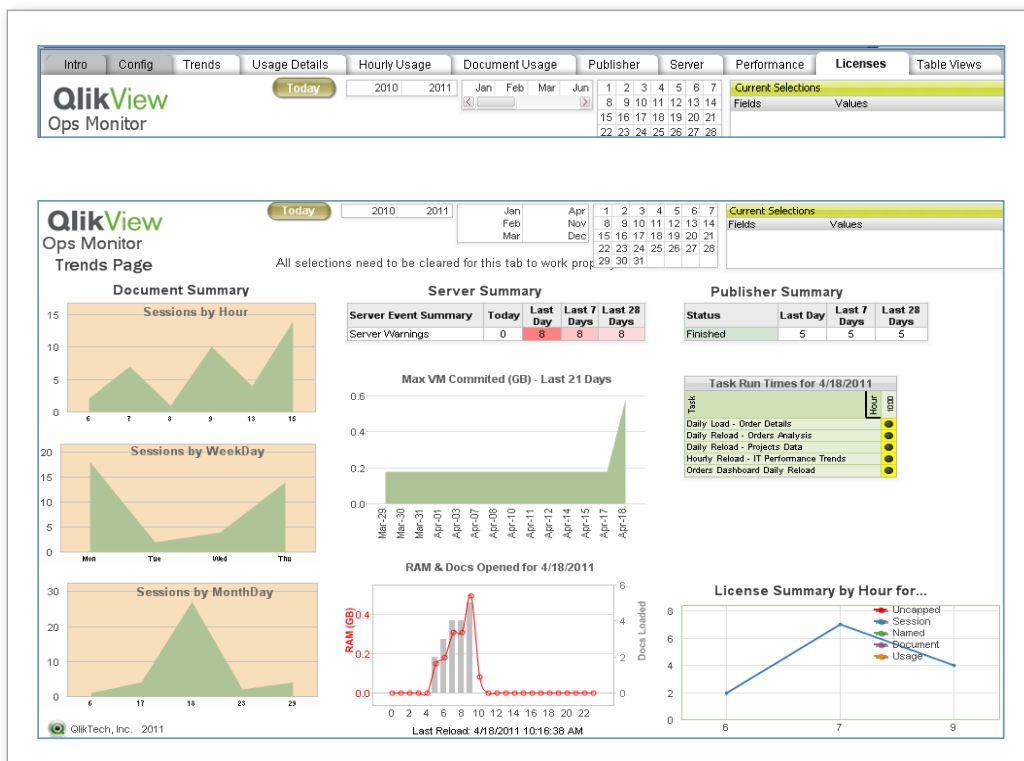 Intro Config Trends Usage Details Hourly Usage Document Usage Publisher Server Performance Licenses Table Views
QlikView
Ops Monitor
Today
2010 2011
Jan Feb Mar Jun
1 2 3 4 5 6 7
8 9 10 11 12 13 14
15 16 17 18 19 20 21
22 23 24 25 26 27 28
Current Selections
Fields Values
QlikView
Ops Monitor
Trends Page
Today
2010 2011
Jan Apr
Feb Nov
Mar Dec
1 2 3 4 5 6 7
8 9 10 11 12 13 14
15 16 17 18 19 20 21
22 23 24 25 26 27 28
29 30 31
Current Selections
Fields Values
All selections need to be cleared for this tab to work prop
Document Summary
Sessions by Hour
15
10
5
0
6 7 8 9 13 15
Sessions by WeekDay
20
15
10
5
0
Mon Tue Wed Thu
Sessions by MonthDay
30
20
10
0
6 17 18 23 29
QlikTech, Inc. 2011
Server Summary
Server Event Summary Today Last Day Last 7 Days Last 28 Days
Server Warnings 0 8 8 8
Max VM Commited (GB) - Last 21 Days
0.6
0.4
0.2
0.0
Mar-29 Mar-30 Mar-31 Apr-01 Apr-03 Apr-07 Apr-08 Apr-10 Apr-11 Apr-12 Apr-14 Apr-15 Apr-17 Apr-18
RAM & Docs Opened for 4/18/2011
RAM (GB)
0.4
0.2
0.0
6
4
2
0
Docs Loaded
0 2 4 6 8 10 12 14 16 18 20 22
Last Reload: 4/18/2011 10:16:38 AM
Publisher Summary
Status Last Day Last 7 Days Last 28 Days
Finished 5 5 5
Task Run Times for 4/18/2011
Task Hour 10:00
Daily Load - Order Details
Daily Reload - Orders Analysis
Daily Reload - Projects Data
Hourly Reload - IT Performance Trends
Orders Dashboard Daily Reload
License Summary by Hour for...
8
6
4
2
0
6 7 9
Uncapped
Session
Named
Document
Usage